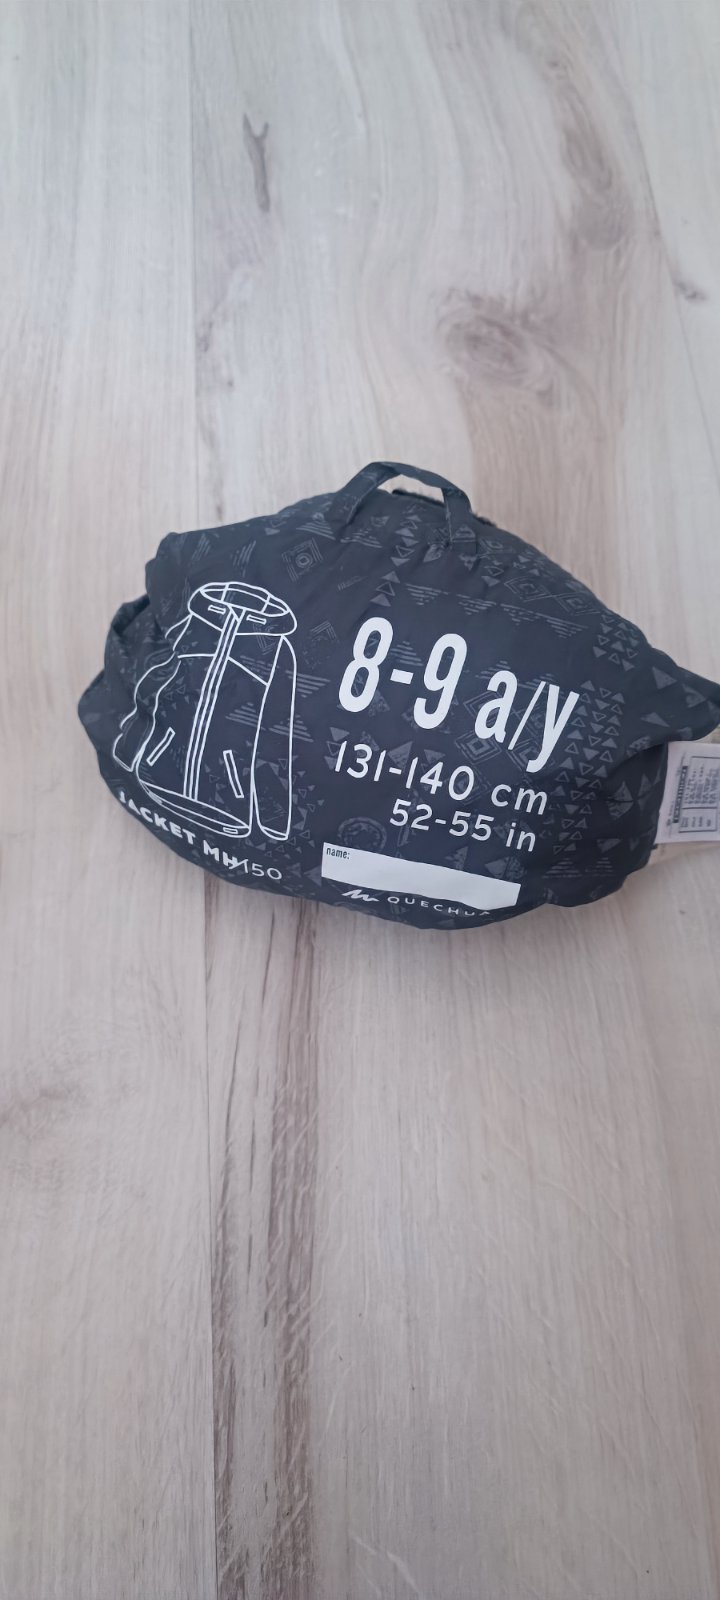 8-9 a/y
131-140 cm
52-55 in
JACKET MH150
name:
QUECHUA